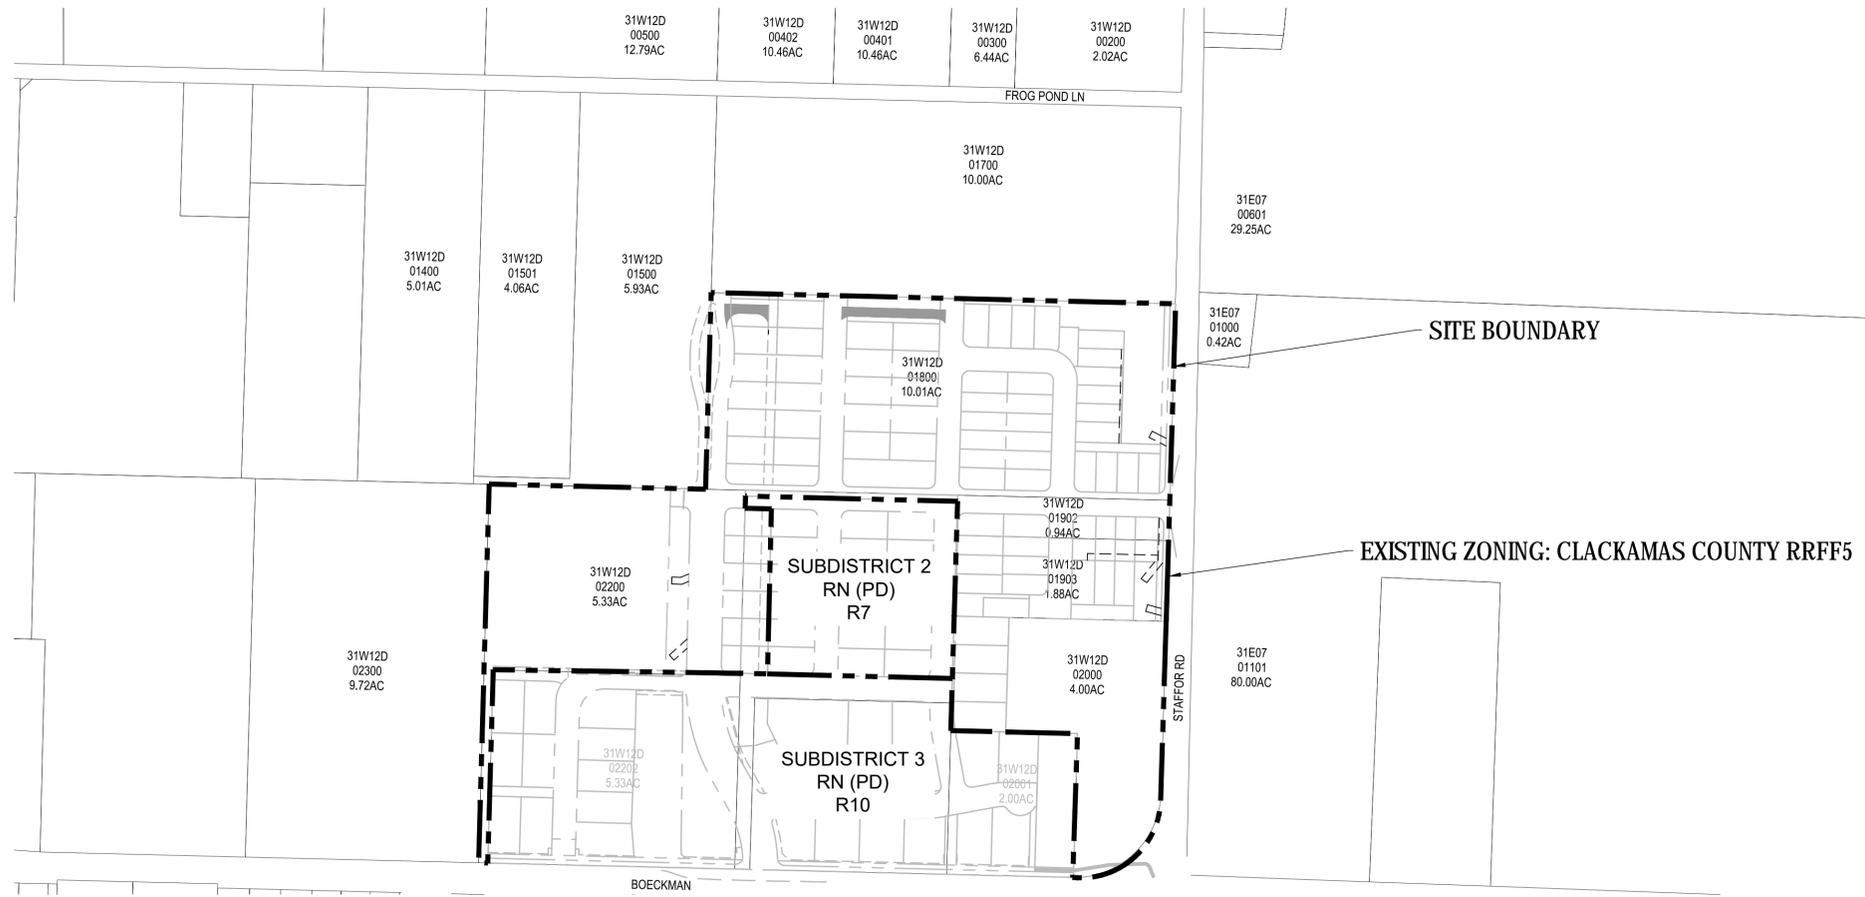 31W12D
00500
12.79AC
31W12D
00402
10.46AC
31W12D
00401
10.46AC
31W12D
00300
6.44AC
31W12D
00200
2.02AC
FROG POND LN
31W12D
01700
10.00AC
31E07
00601
29.25AC
31W12D
01400
5.01AC
31W12D
01501
4.06AC
31W12D
01500
5.93AC
31E07
01000
0.42AC
SITE BOUNDARY
31W12D
01800
10.01AC
31W12D
01902
0.94AC
EXISTING ZONING: CLACKAMAS COUNTY RRFF5
31W12D
02200
5.33AC
SUBDISTRICT 2
RN (PD)
R7
31W12D
01903
1.88AC
31W12D
02300
9.72AC
31W12D
02000
4.00AC
STAFFOR RD
31E07
01101
80.00AC
31W12D
02202
5.33AC
SUBDISTRICT 3
RN (PD)
R10
31W12D
02001
2.00AC
BOECKMAN